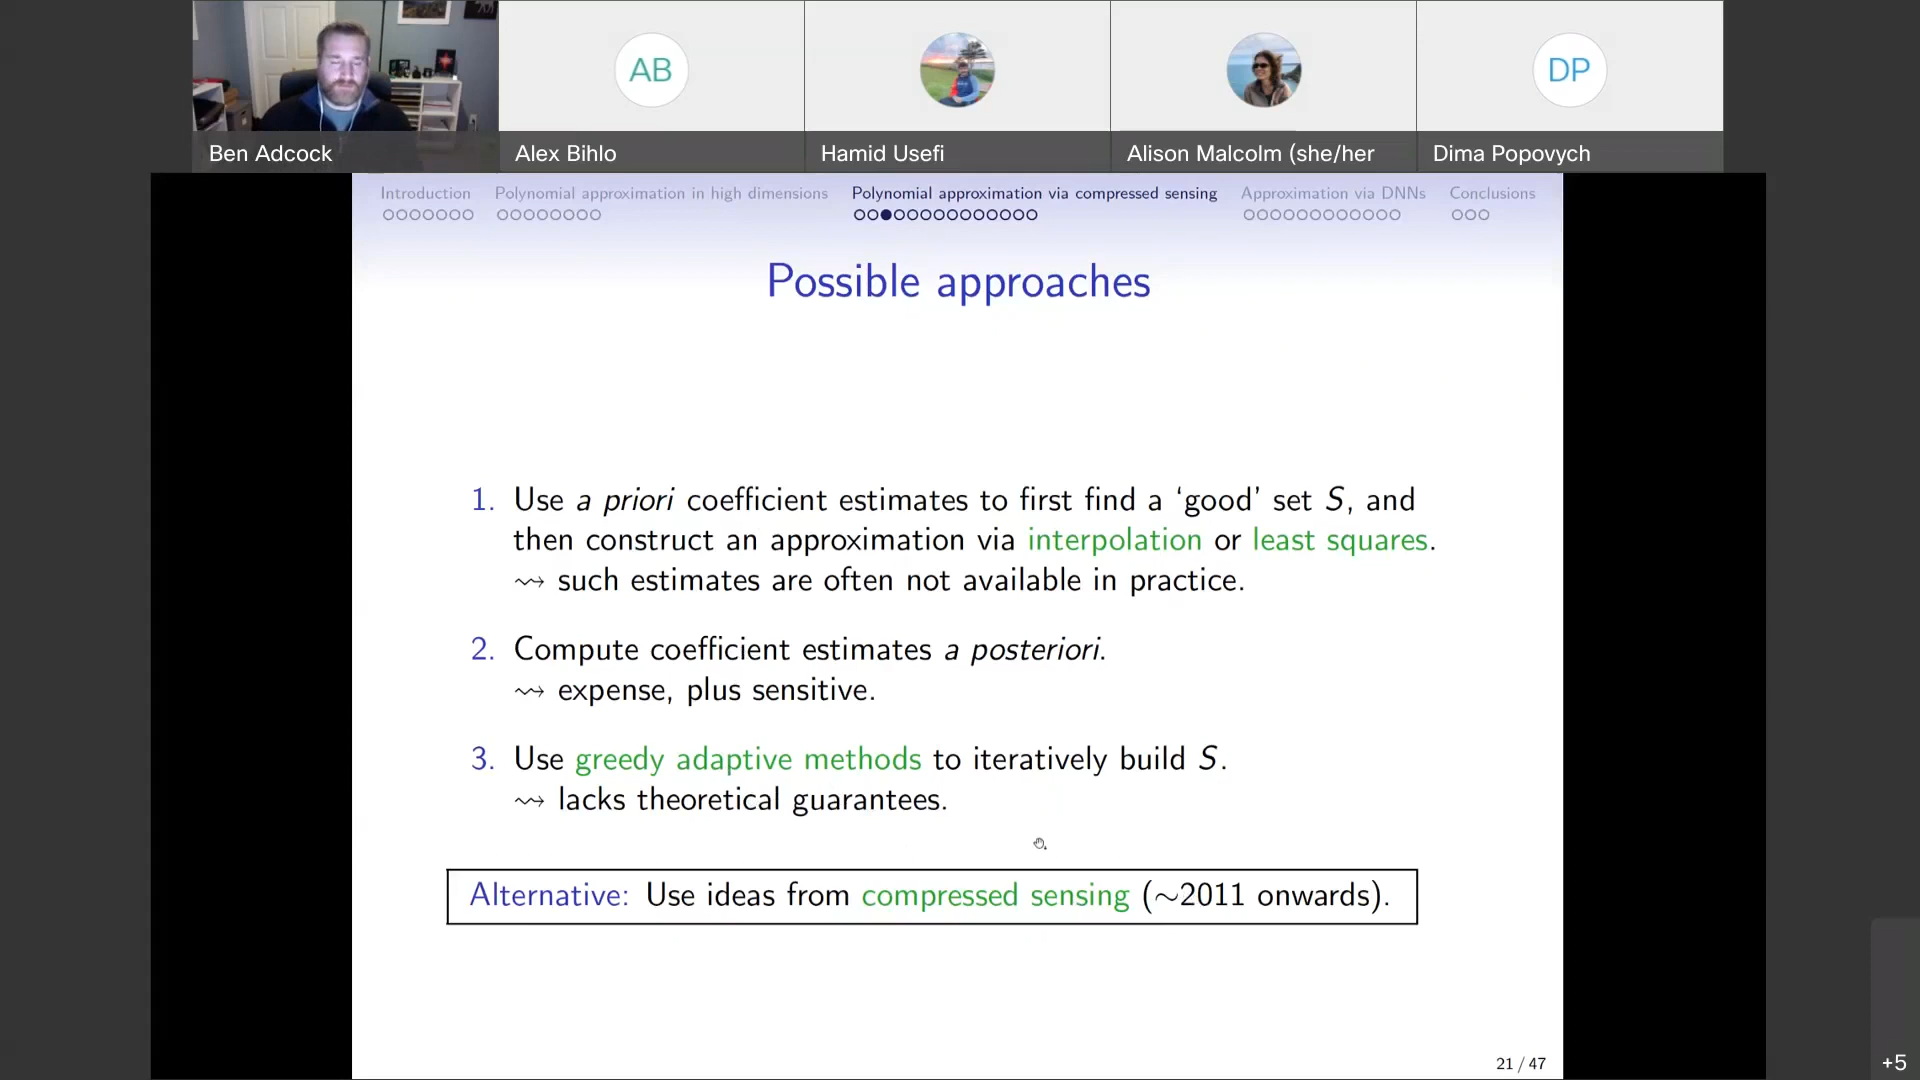 AB
DP
Ben Adcock
Alex Bihlo
Hamid Usefi
Alison Malcolm (she/her
Dima Popovych
Introduction
Polynomial approximation in high dimensions
Polynomial approximation via compressed sensing
Approximation via DNNs
Conclusions
Possible approaches
1. Use a priori coefficient estimates to first find a ‘good’ set S, and
then construct an approximation via interpolation or least squares.
⇝ such estimates are often not available in practice.
2. Compute coefficient estimates a posteriori.
⇝ expense, plus sensitive.
3. Use greedy adaptive methods to iteratively build S.
⇝ lacks theoretical guarantees.
Alternative: Use ideas from compressed sensing (∼2011 onwards).
21 / 47
+5